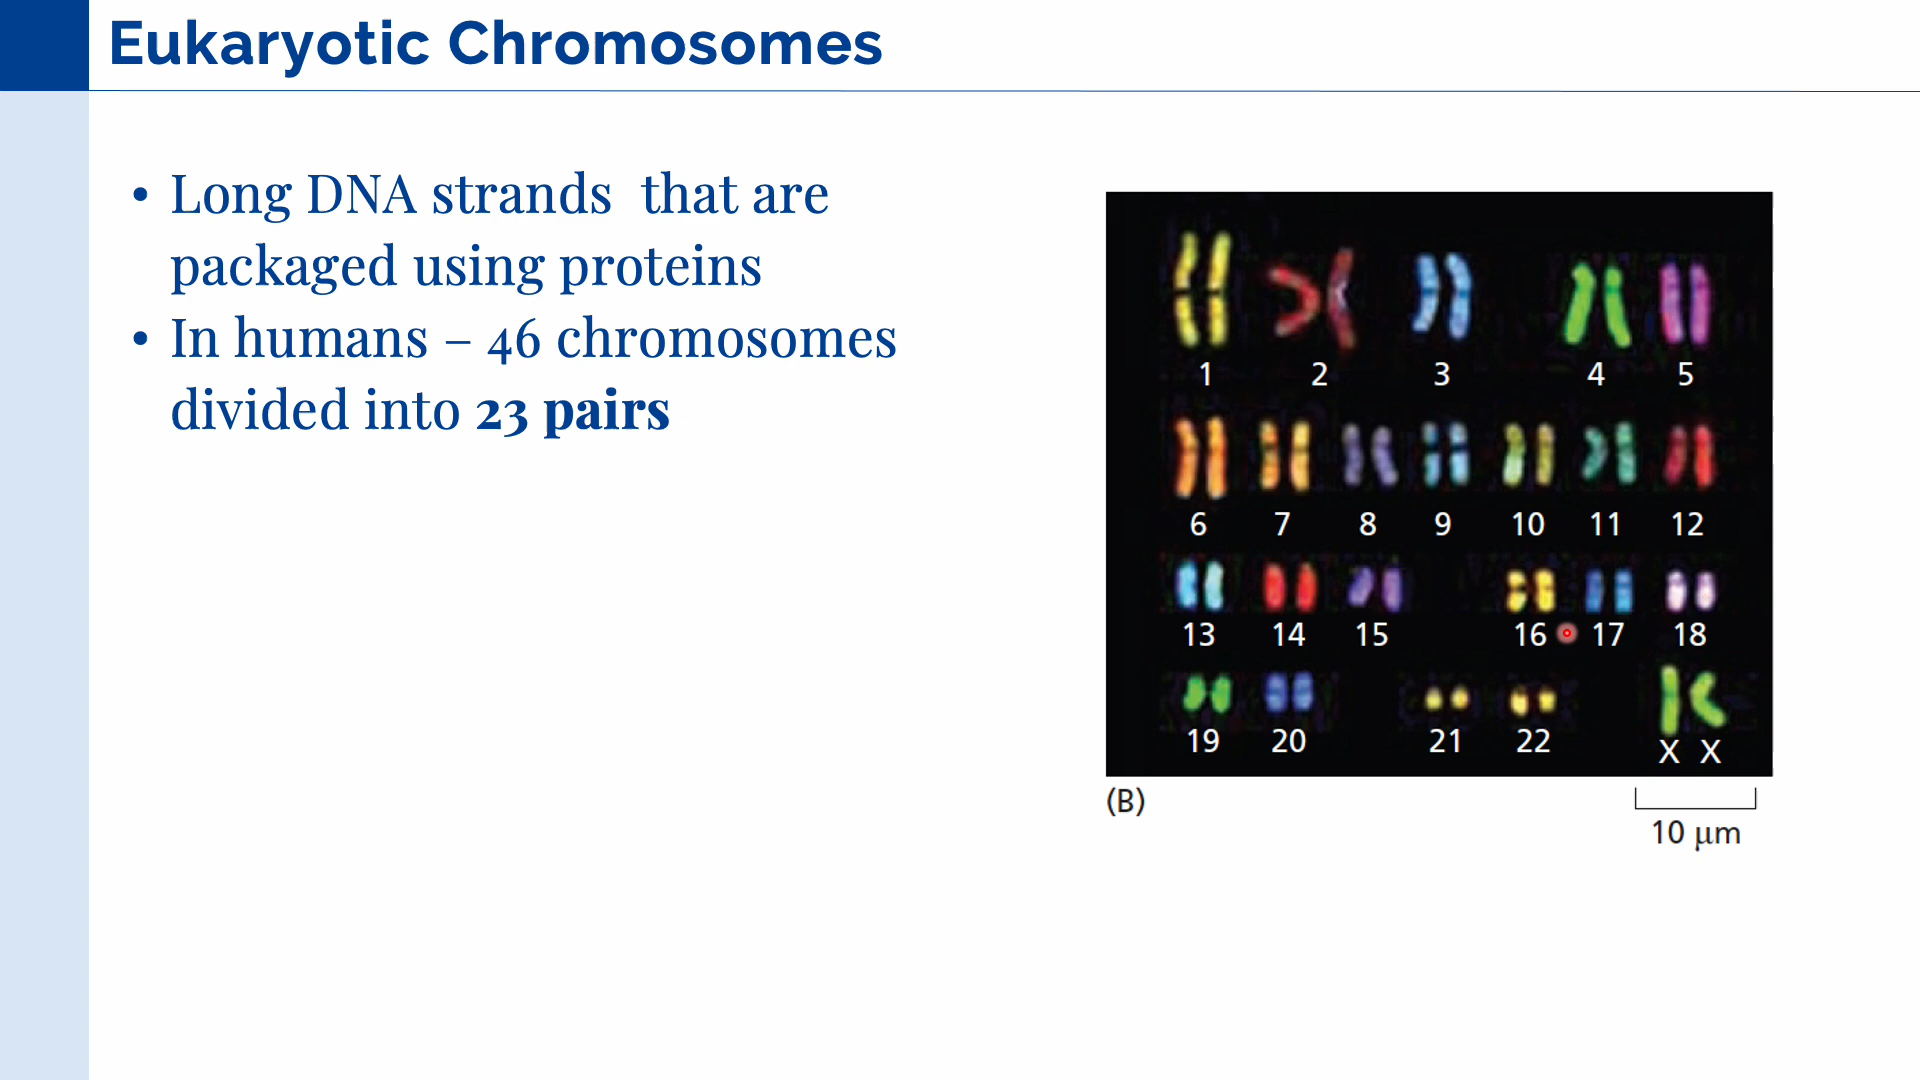 Eukaryotic Chromosomes
• Long DNA strands  that are
packaged using proteins
• In humans – 46 chromosomes
divided into 23 pairs
1 2 3 4 5
6 7 8 9 10 11 12
13 14 15 16 17 18
19 20 21 22 X X
(B)
10 µm